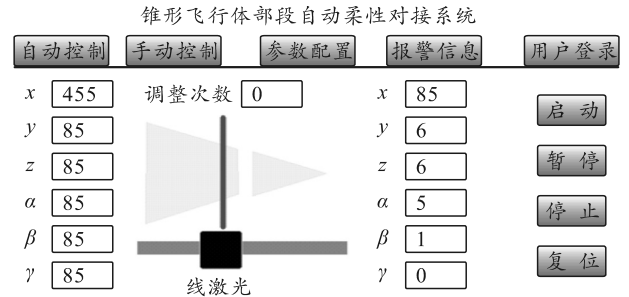 锥形飞行体部段自动柔性对接系统
自动控制 手动控制 参数配置 报警信息 用户登录
x 455 调整次数 0 x 85
y 85 y 6
z 85 z 6
α 85 α 5
β 85 β 1
γ 85 γ 0
线激光
启动
暂停
停止
复位